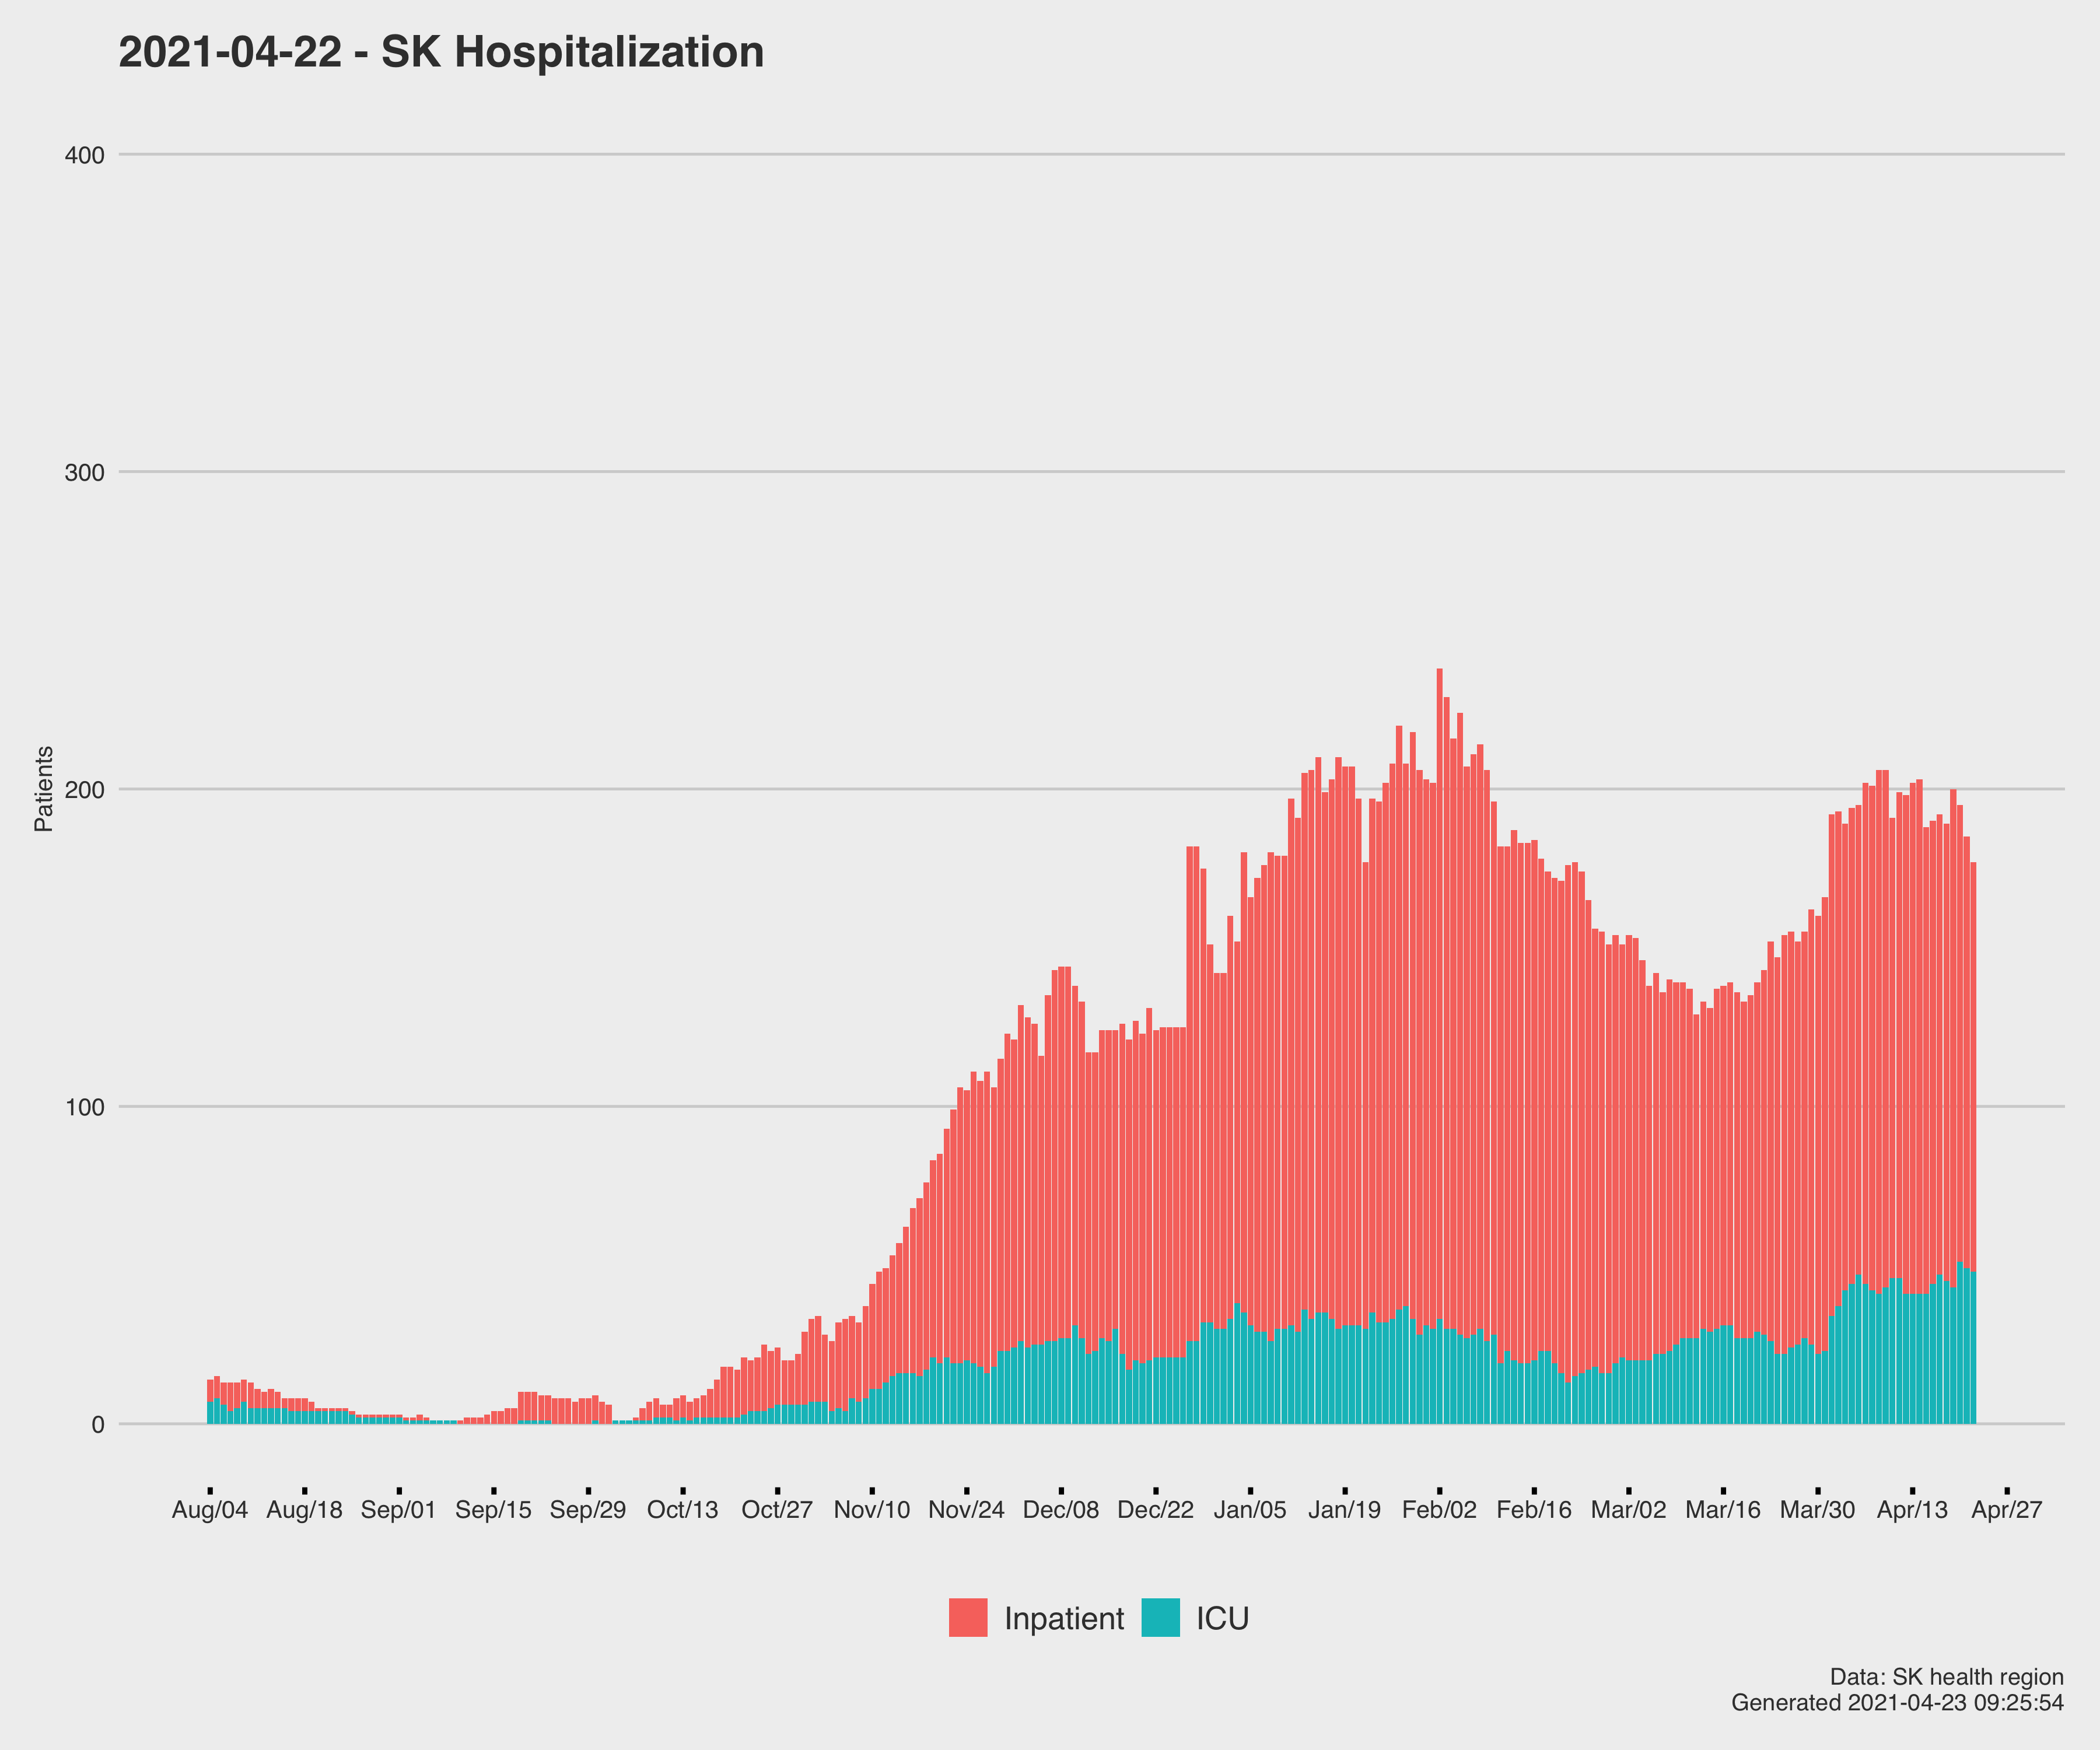 2021-04-22 - SK Hospitalization
400
300
200
100
0
Patients
Aug/04 Aug/18 Sep/01 Sep/15 Sep/29 Oct/13 Oct/27 Nov/10 Nov/24 Dec/08 Dec/22 Jan/05 Jan/19 Feb/02 Feb/16 Mar/02 Mar/16 Mar/30 Apr/13 Apr/27
Inpatient ICU
Data: SK health region
Generated 2021-04-23 09:25:54